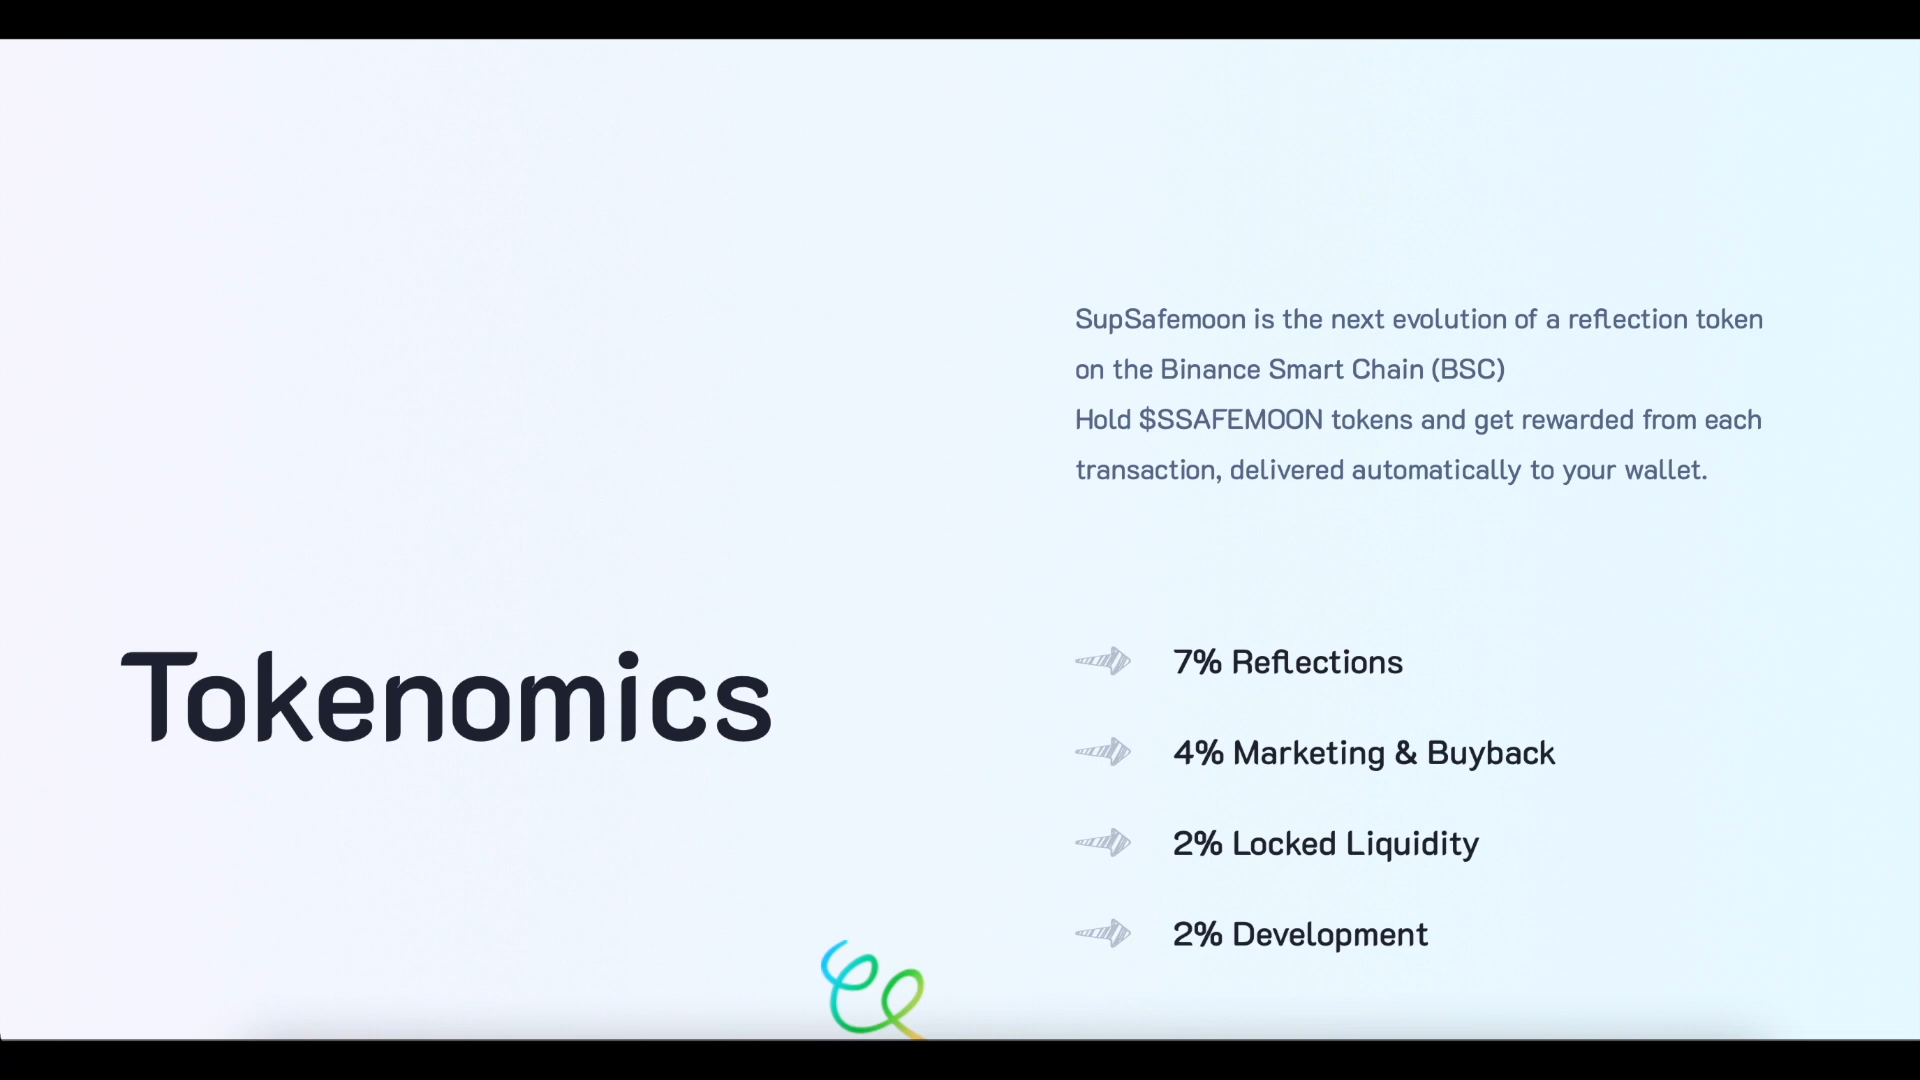 SupSafemoon is the next evolution of a reflection token
on the Binance Smart Chain (BSC)
Hold $SSAFEMOON tokens and get rewarded from each
transaction, delivered automatically to your wallet.
Tokenomics
7% Reflections
4% Marketing & Buyback
2% Locked Liquidity
2% Development